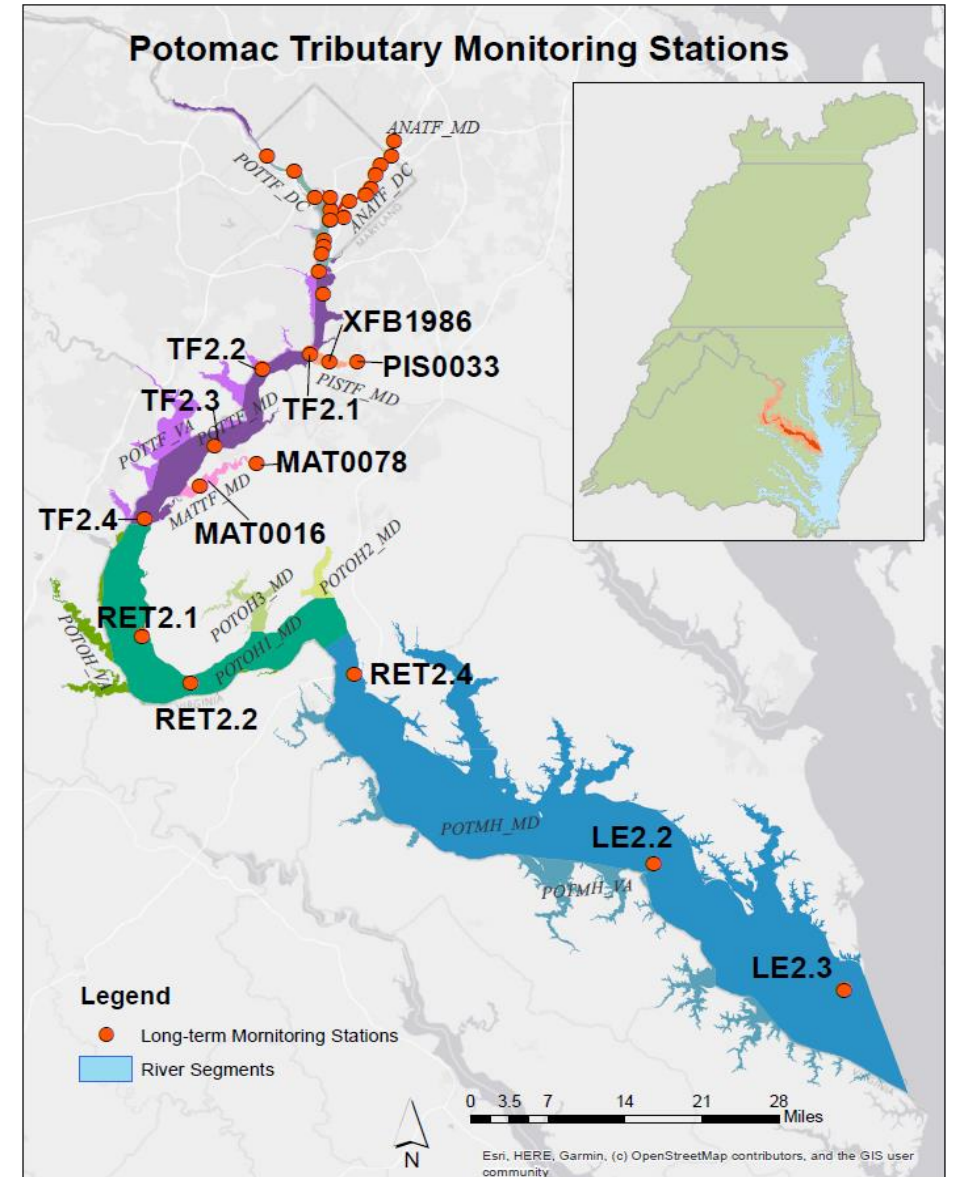 Potomac Tributary Monitoring Stations
ANATF_MD
POTTF_DC
ANATF_DC
MARYLAND
XFB1986
TF2.2
PIS0033
PISTF_MD
TF2.3
TF2.1
POTTF_VA
POTTF_MD
MAT0078
MATTF_MD
TF2.4
MAT0016
POTOH2_MD
POTOH3_MD
RET2.1
POTOH_VA
POTOH1_MD
RET2.4
VIRGINIA
RET2.2
POTMH_MD
LE2.2
POTMH_VA
LE2.3
Legend
Long-term Mornitoring Stations
River Segments
VIRGINIA
0 3.5 7 14 21 28
Miles
N
Esri, HERE, Garmin, (c) OpenStreetMap contributors, and the GIS user
community